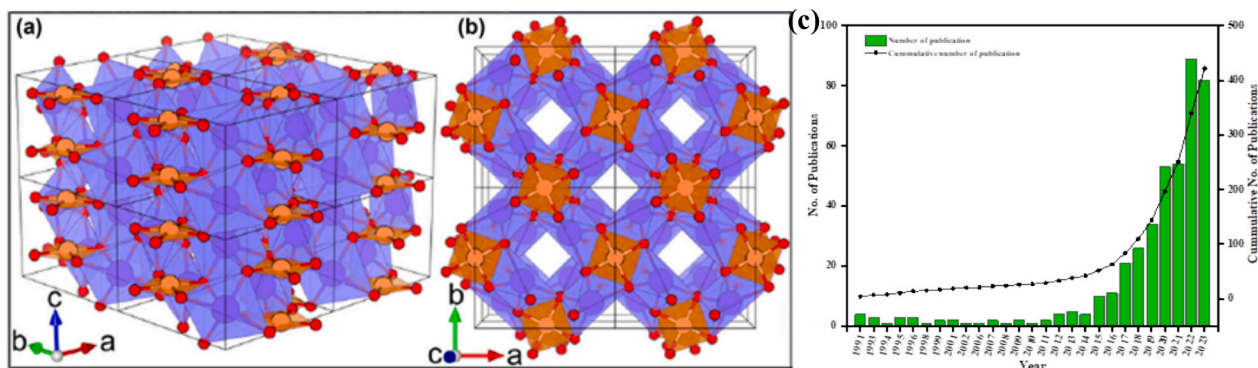 (a)
c
b
a
(b)
b
c
a
(c)
Number of publication
Cummulative number of publication
No. of Publications
100
80
60
40
20
0
500
400
300
200
100
0
Cuummulative No. of Publications
1991 1993 1994 1995 1996 1998 1999 2001 2002 2006 2007 2008 2009 2010 2011 2012 2013 2014 2015 2016 2017 2018 2019 2020 2021 2022 2023
Year